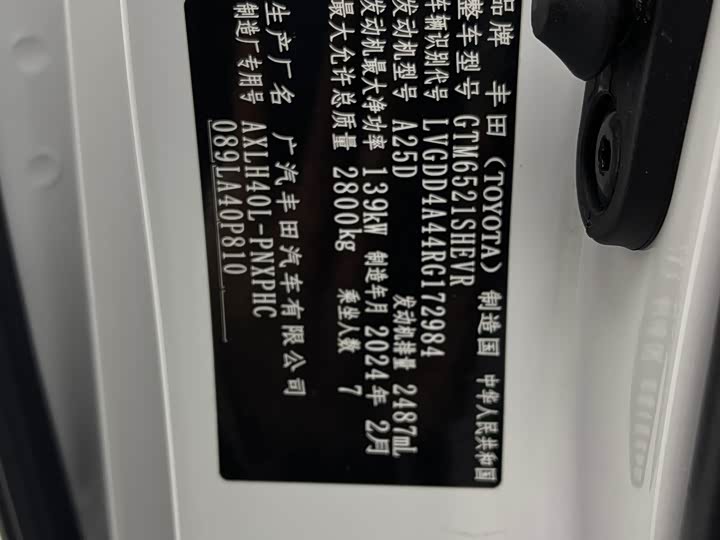 品牌 丰田 (TOYOTA) 制造国 中华人民共和国
整车型号 GTM6521SHEVR
车辆识别代号 LVGDD4A44RG172984
发动机型号 A25D 发动机排量 2487mL
发动机最大净功率 139kW 制造年月 2024年 2月
最大允许总质量 2800kg 乘坐人数 7
生产厂名 广汽丰田汽车有限公司
制造厂专用号 AXLH40L-PNXPHC
089 1A40P810